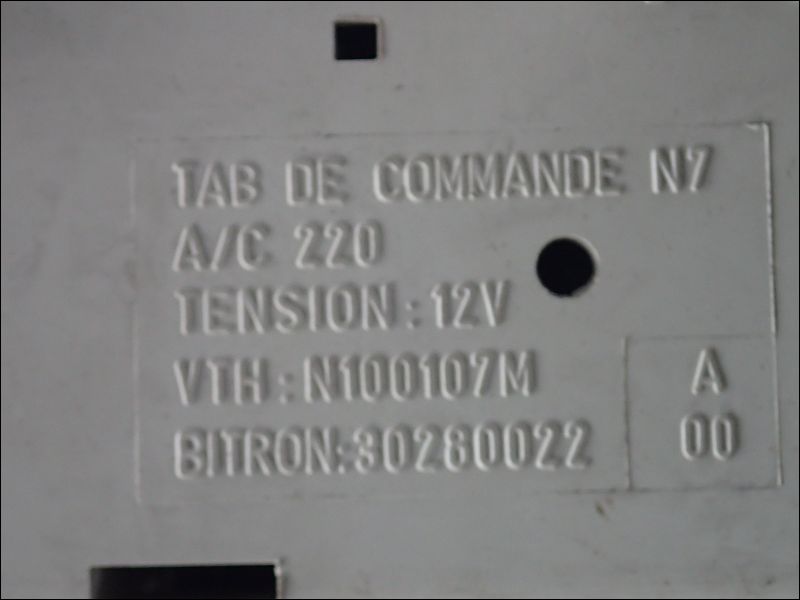 TAB DE COMMANDE N7
A/C 220
TENSION : 12V
VTH : N100107M
BITRON:30280022
A
00